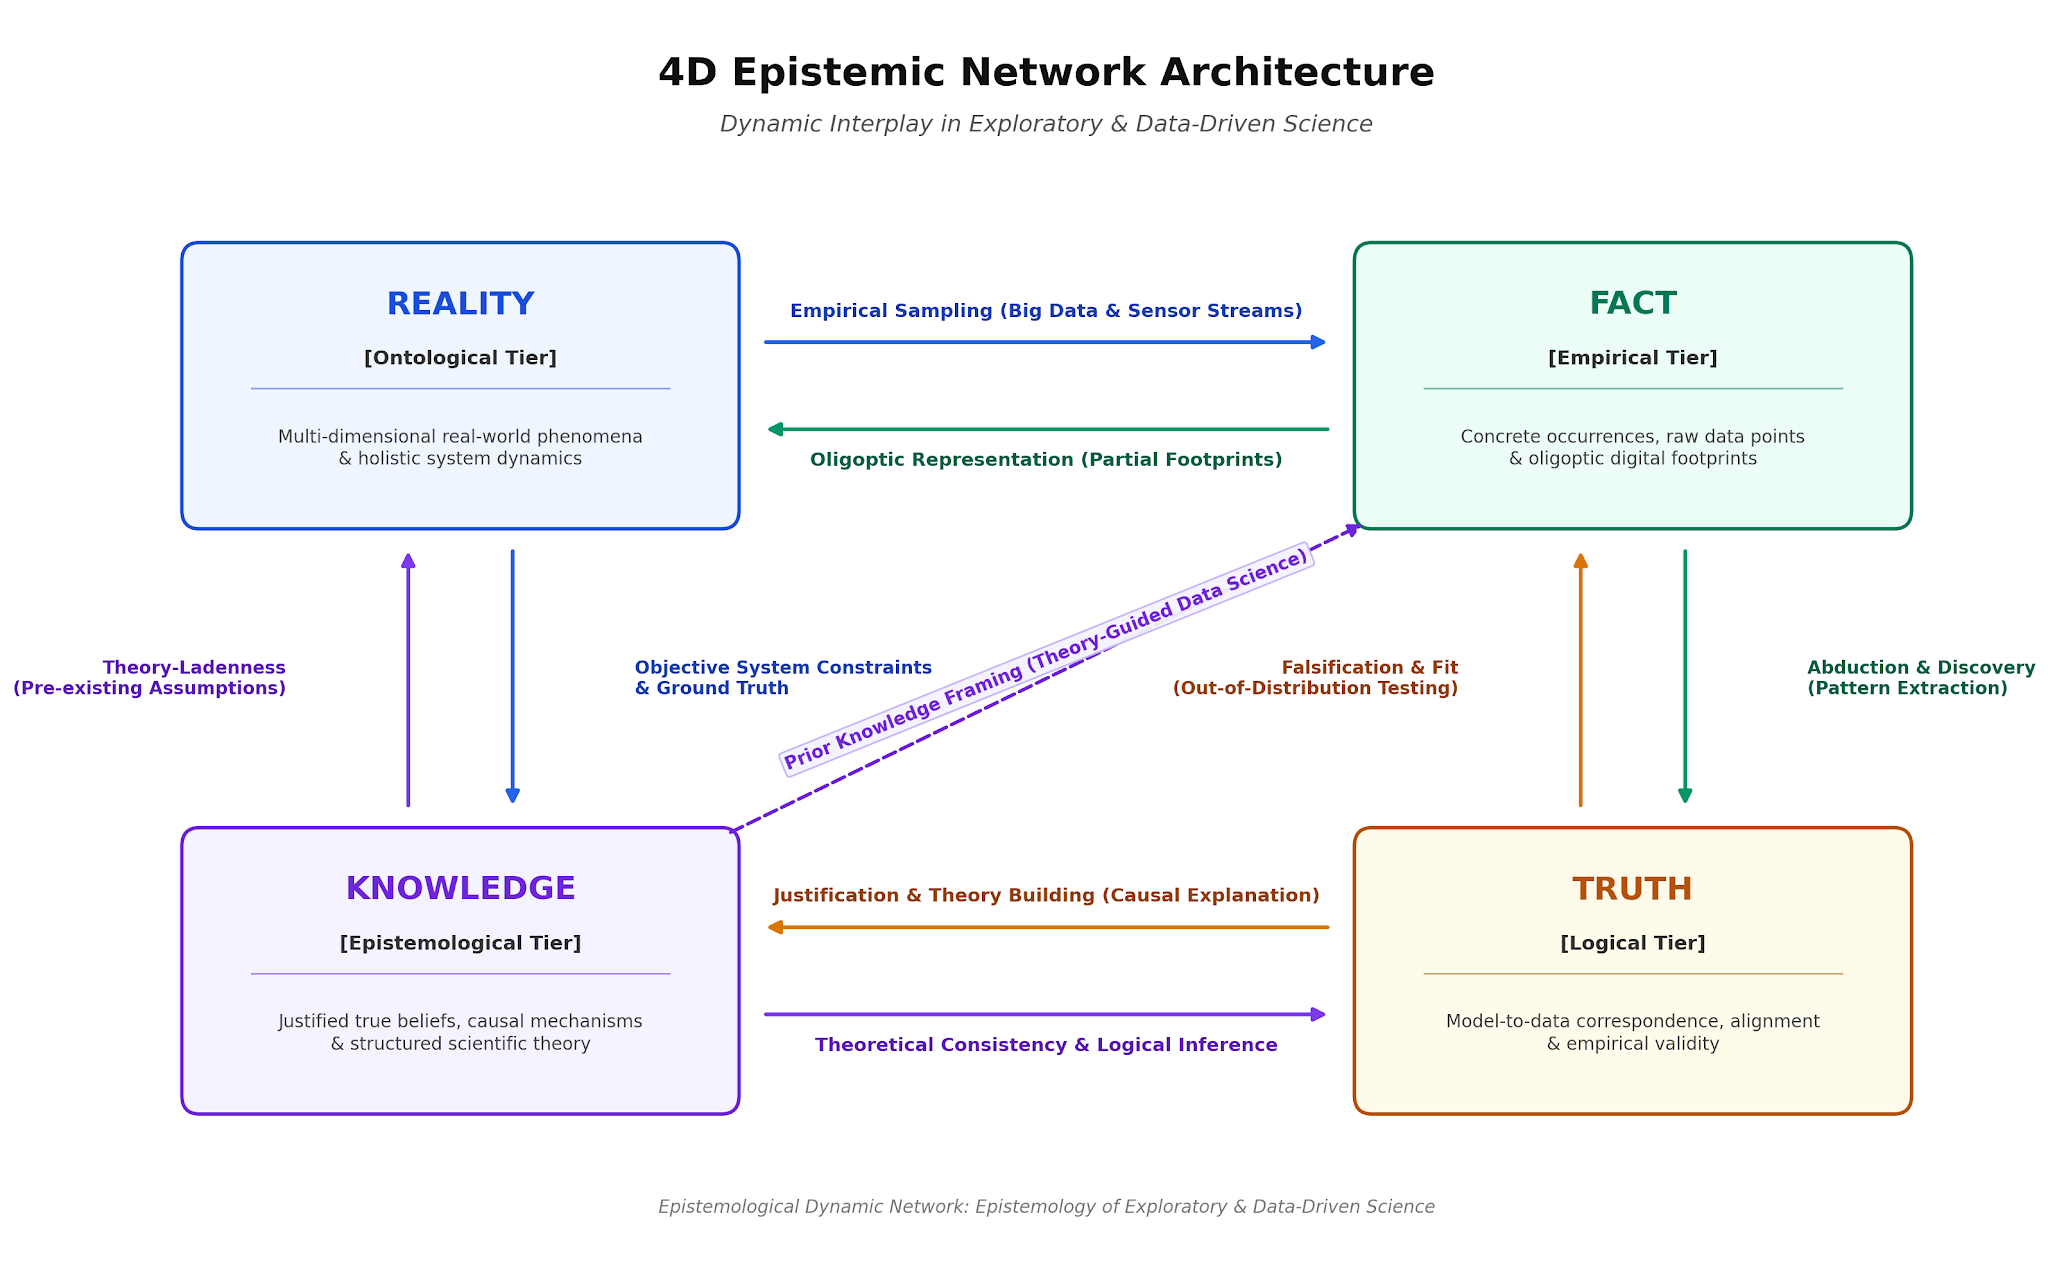 4D Epistemic Network Architecture
Dynamic Interplay in Exploratory & Data-Driven Science
REALITY
[Ontological Tier]
Multi-dimensional real-world phenomena
& holistic system dynamics
Empirical Sampling (Big Data & Sensor Streams)
Oligoptic Representation (Partial Footprints)
FACT
[Empirical Tier]
Concrete occurrences, raw data points
& oligoptic digital footprints
Theory-Ladenness
(Pre-existing Assumptions)
Objective System Constraints
& Ground Truth
Prior Knowledge Framing (Theory-Guided Data Science)
Falsification & Fit
(Out-of-Distribution Testing)
Abduction & Discovery
(Pattern Extraction)
KNOWLEDGE
[Epistemological Tier]
Justified true beliefs, causal mechanisms
& structured scientific theory
Justification & Theory Building (Causal Explanation)
Theoretical Consistency & Logical Inference
TRUTH
[Logical Tier]
Model-to-data correspondence, alignment
& empirical validity
Epistemological Dynamic Network: Epistemology of Exploratory & Data-Driven Science